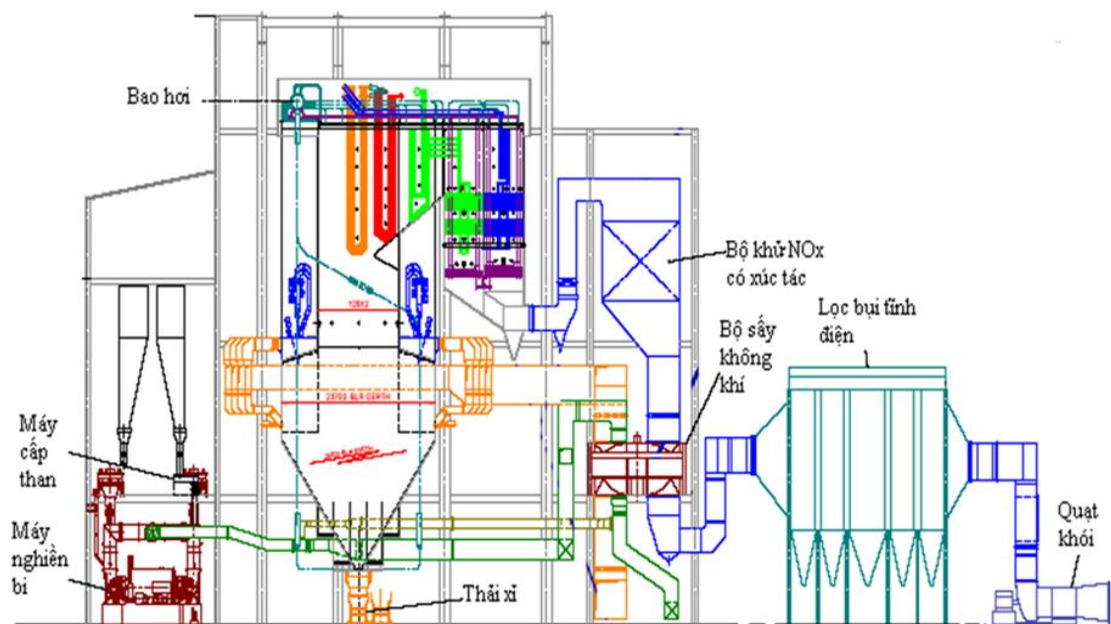 Bao hơi
Bộ khử NOx
có xúc tác
Lọc bụi tĩnh
điện
Bộ sấy
không
khí
Máy
cấp
than
Máy
nghiền
bi
Thải xỉ
Quạt
khói